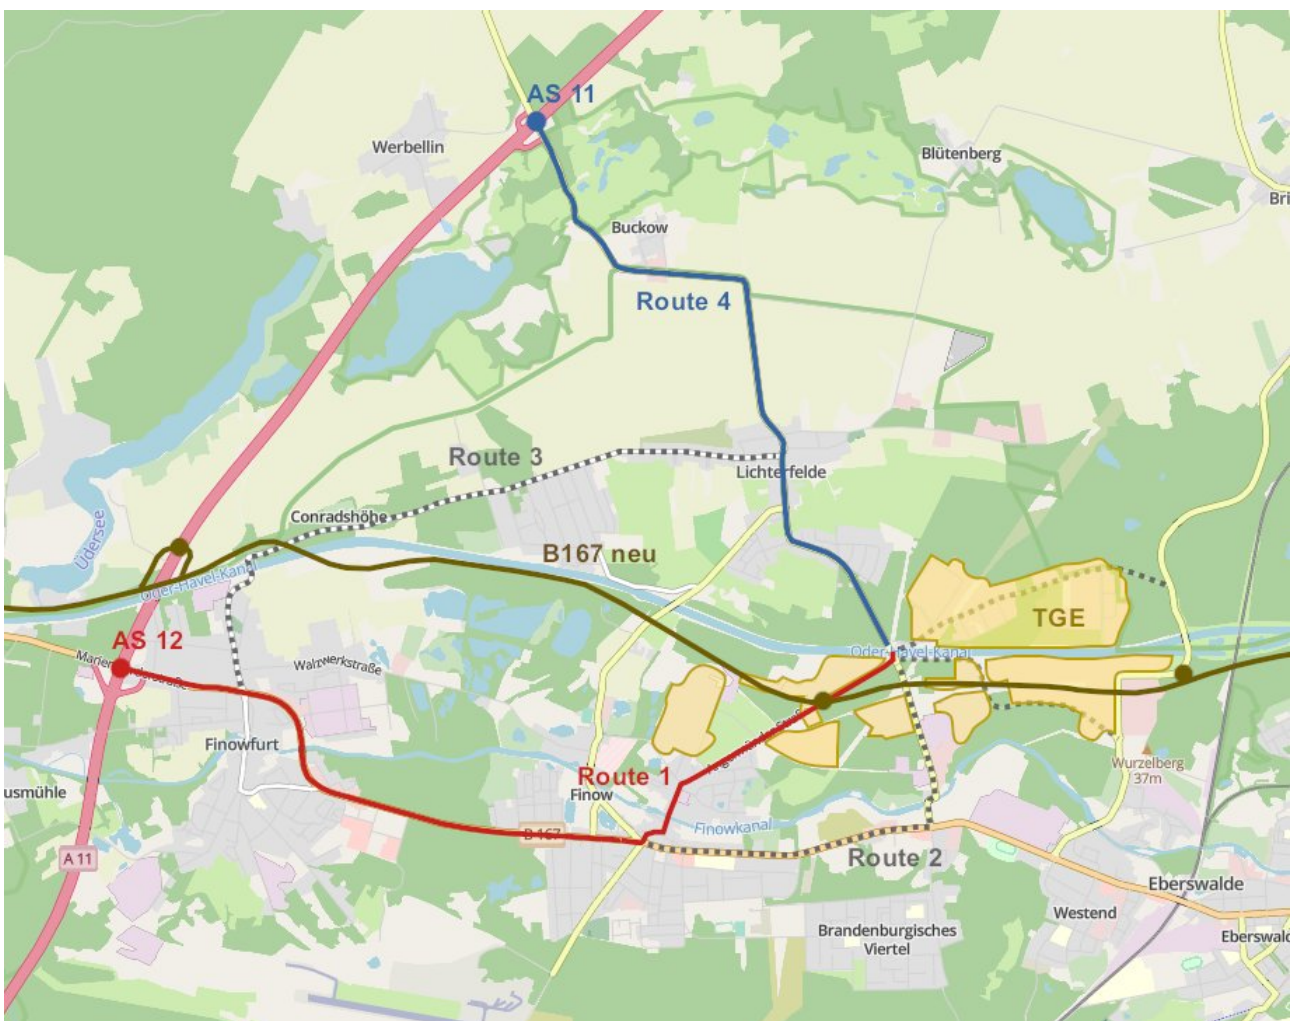 AS 11
Werbellin
Blütenberg
Bri
Buckow
Route 4
Route 3
Lichterfelde
Conradshöhe
Üdersee
B167 neu
Oder-Havel-Kanal
TGE
AS 12
Oder-Havel-Kanal
Walzwerkstraße
Finowfurt
Route 1
Wurzelberg
37m
usmühle
Finow
Finowkanal
B 167
A 11
Route 2
Eberswalde
Westend
Brandenburgisches
Viertel
Eberswald